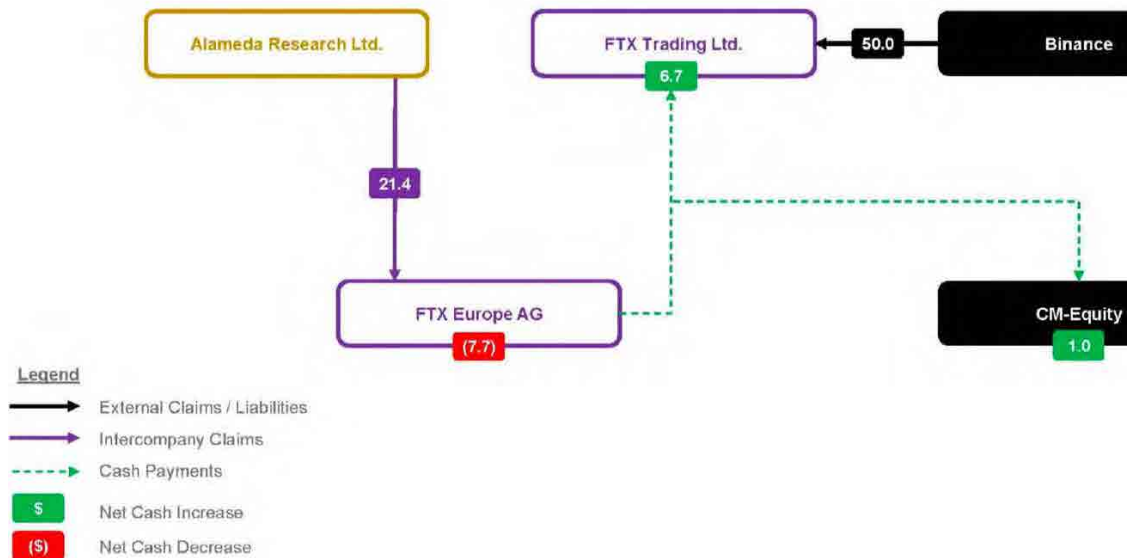 Alameda Research Ltd.
FTX Trading Ltd.
50.0
Binance
6.7
21.4
FTX Europe AG
(7.7)
CM-Equity
1.0
Legend
External Claims / Liabilities
Intercompany Claims
Cash Payments
$
Net Cash Increase
($)
Net Cash Decrease